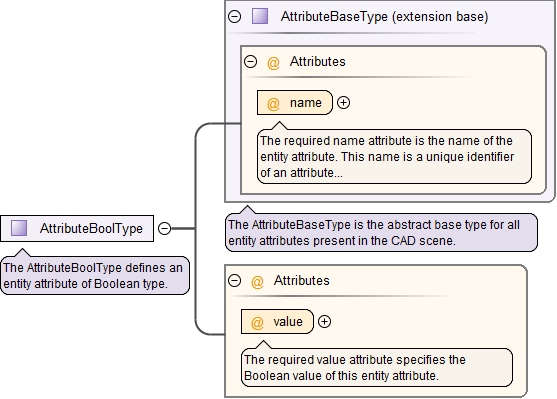 AttributeBaseType (extension base)
@ Attributes
@ name
The required name attribute is the name of the
entity attribute. This name is a unique identifier
of an attribute...
The AttributeBaseType is the abstract base type for all
entity attributes present in the CAD scene.
AttributeBoolType
The AttributeBoolType defines an
entity attribute of Boolean type.
@ Attributes
@ value
The required value attribute specifies the
Boolean value of this entity attribute.